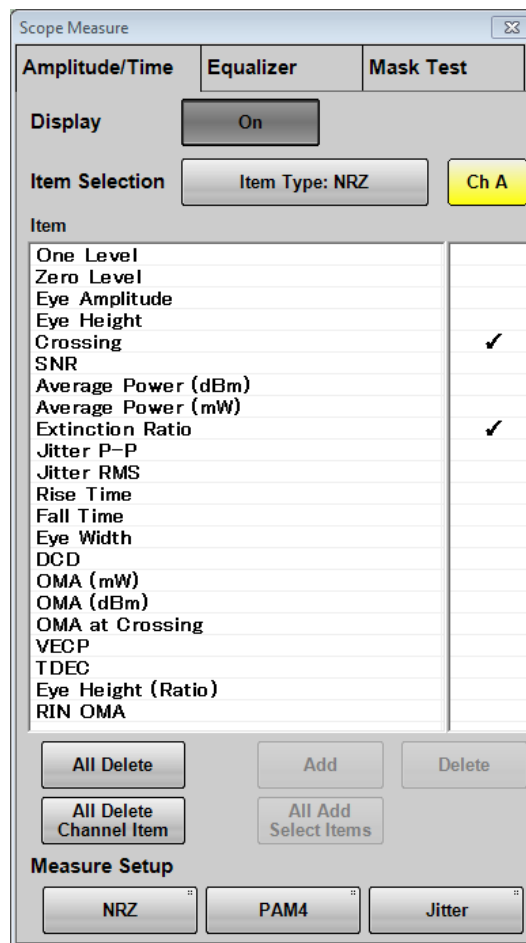 Scope Measure
Amplitude/Time Equalizer Mask Test
Display On
Item Selection Item Type: NRZ Ch A
Item
One Level
Zero Level
Eye Amplitude
Eye Height
Crossing ✓
SNR
Average Power (dBm)
Average Power (mW)
Extinction Ratio ✓
Jitter P-P
Jitter RMS
Rise Time
Fall Time
Eye Width
DCD
OMA (mW)
OMA (dBm)
OMA at Crossing
VECP
TDEC
Eye Height (Ratio)
RIN OMA
All Delete Add Delete
All Delete
Channel Item
All Add
Select Items
Measure Setup
NRZ PAM4 Jitter